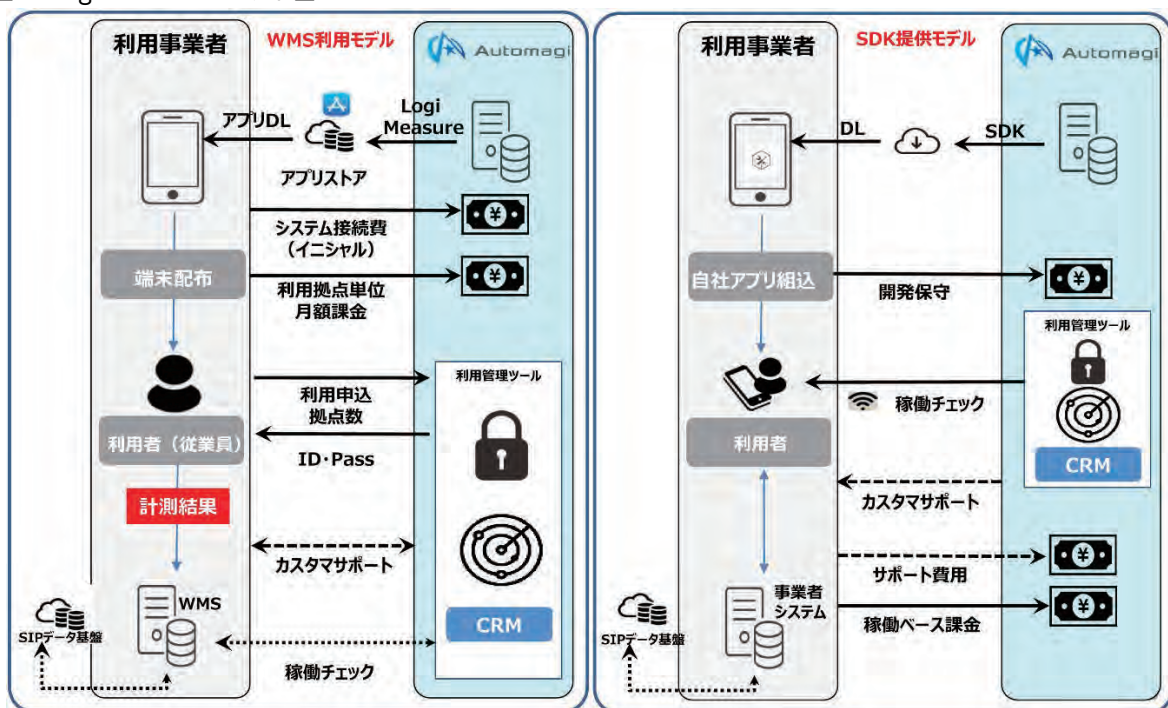 利用事業者
WMS利用モデル
Automagi
アプリDL
Logi
Measure
アプリストア
システム接続費
(イニシャル)
端末配布
利用拠点単位
月額課金
利用管理ツール
利用申込
拠点数
利用者(従業員)
ID・Pass
計測結果
カスタマサポート
WMS
CRM
SIPデータ基盤
稼働チェック
利用事業者
SDK提供モデル
Automagi
DL
SDK
自社アプリ組込
開発保守
利用管理ツール
稼働チェック
利用者
CRM
カスタマサポート
サポート費用
事業者
システム
稼働ベース課金
SIPデータ基盤